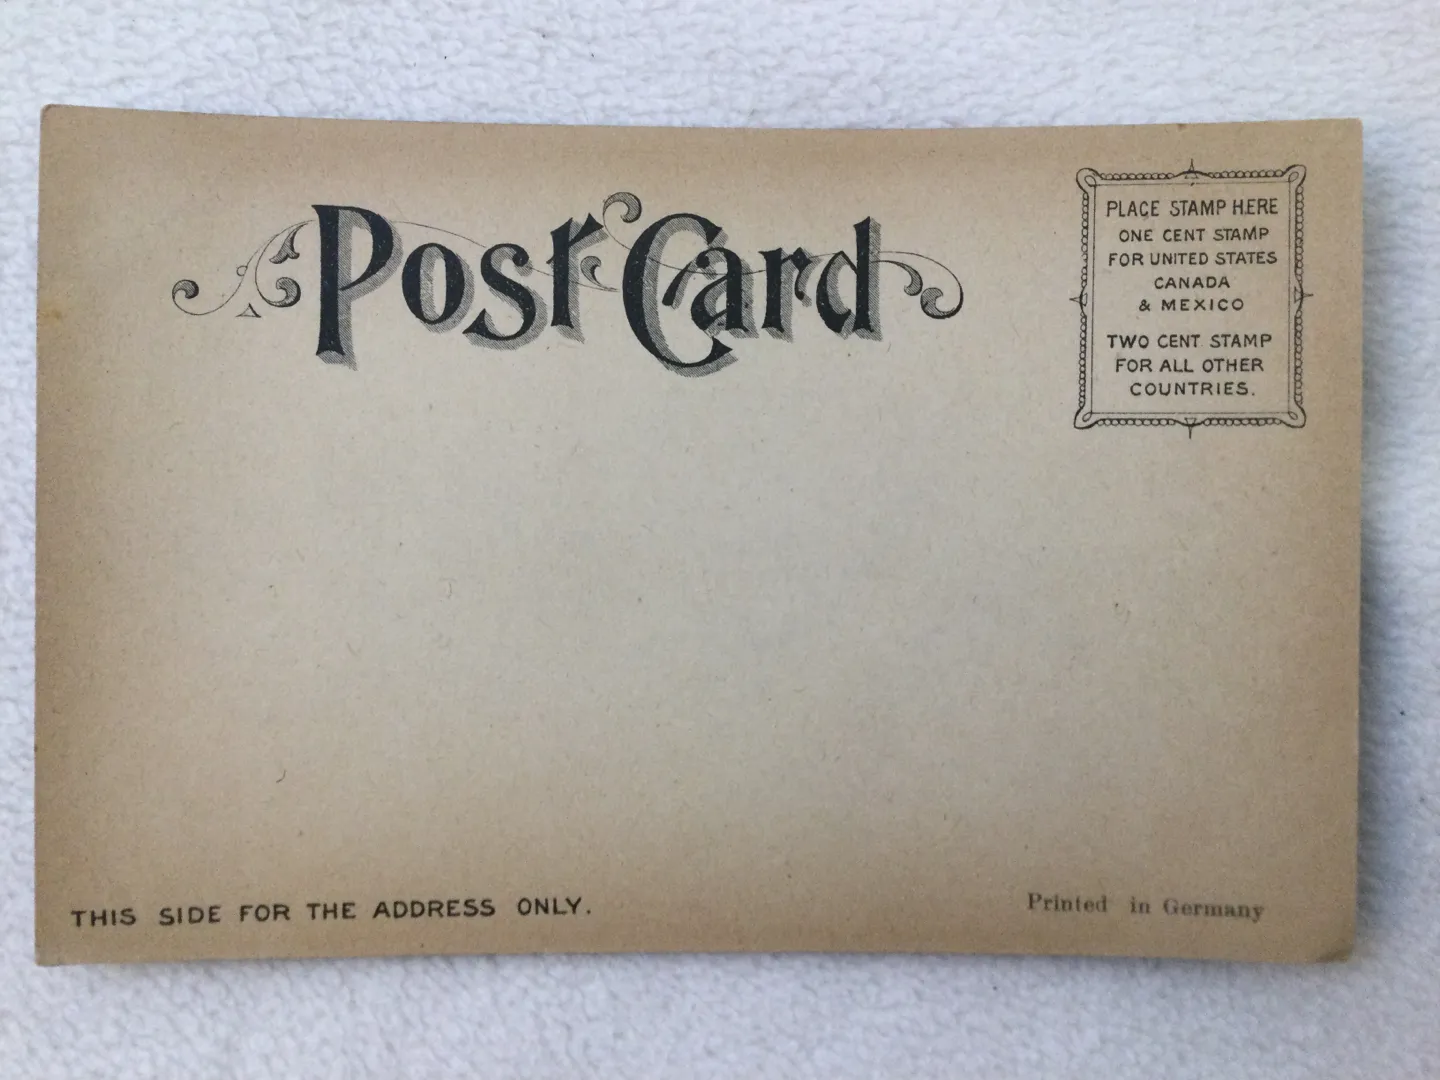 Post Card
PLACE STAMP HERE
ONE CENT STAMP
FOR UNITED STATES
CANADA
& MEXICO
TWO CENT STAMP
FOR ALL OTHER
COUNTRIES.
THIS SIDE FOR THE ADDRESS ONLY.
Printed in Germany